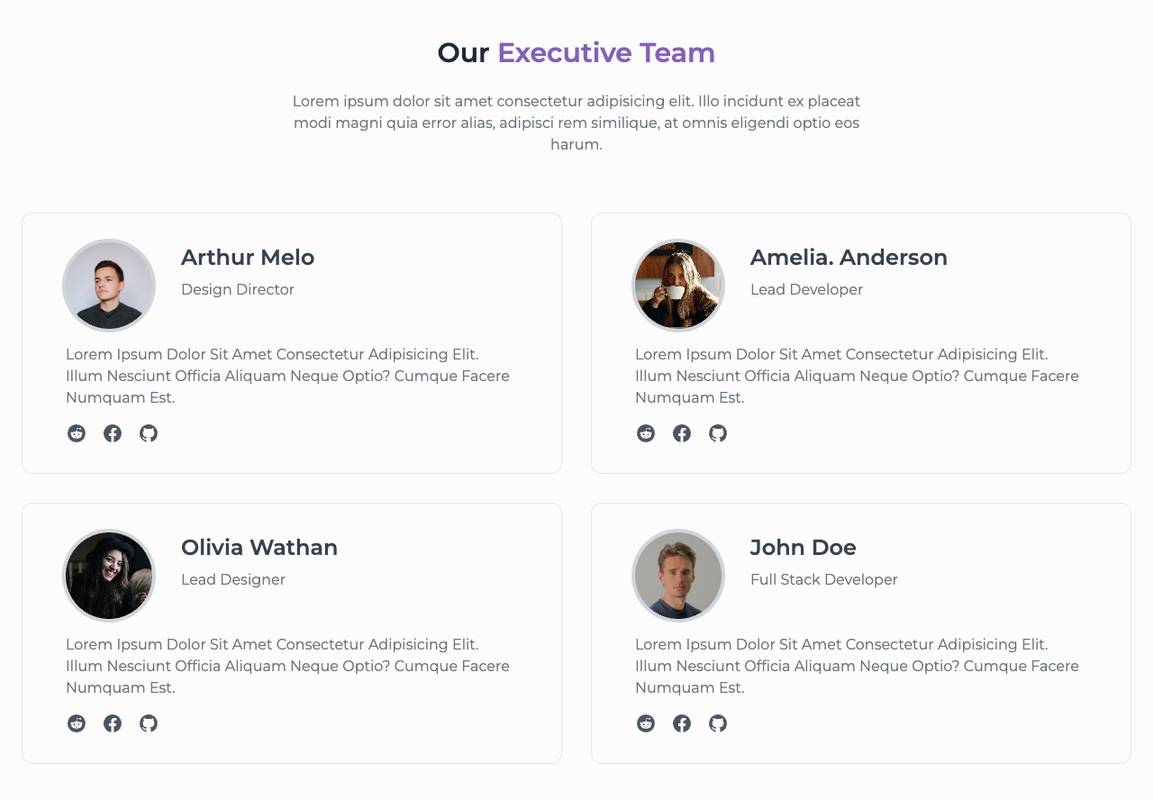 Our Executive Team
Lorem ipsum dolor sit amet consectetur adipisicing elit. Illo incidunt ex placeat
modi magni quia error alias, adipisci rem similique, at omnis eligendi optio eos
harum.
Arthur Melo
Design Director
Lorem Ipsum Dolor Sit Amet Consectetur Adipisicing Elit.
Illum Nesciunt Officia Aliquam Neque Optio? Cumque Facere
Numquam Est.
Amelia. Anderson
Lead Developer
Lorem Ipsum Dolor Sit Amet Consectetur Adipisicing Elit.
Illum Nesciunt Officia Aliquam Neque Optio? Cumque Facere
Numquam Est.
Olivia Wathan
Lead Designer
Lorem Ipsum Dolor Sit Amet Consectetur Adipisicing Elit.
Illum Nesciunt Officia Aliquam Neque Optio? Cumque Facere
Numquam Est.
John Doe
Full Stack Developer
Lorem Ipsum Dolor Sit Amet Consectetur Adipisicing Elit.
Illum Nesciunt Officia Aliquam Neque Optio? Cumque Facere
Numquam Est.